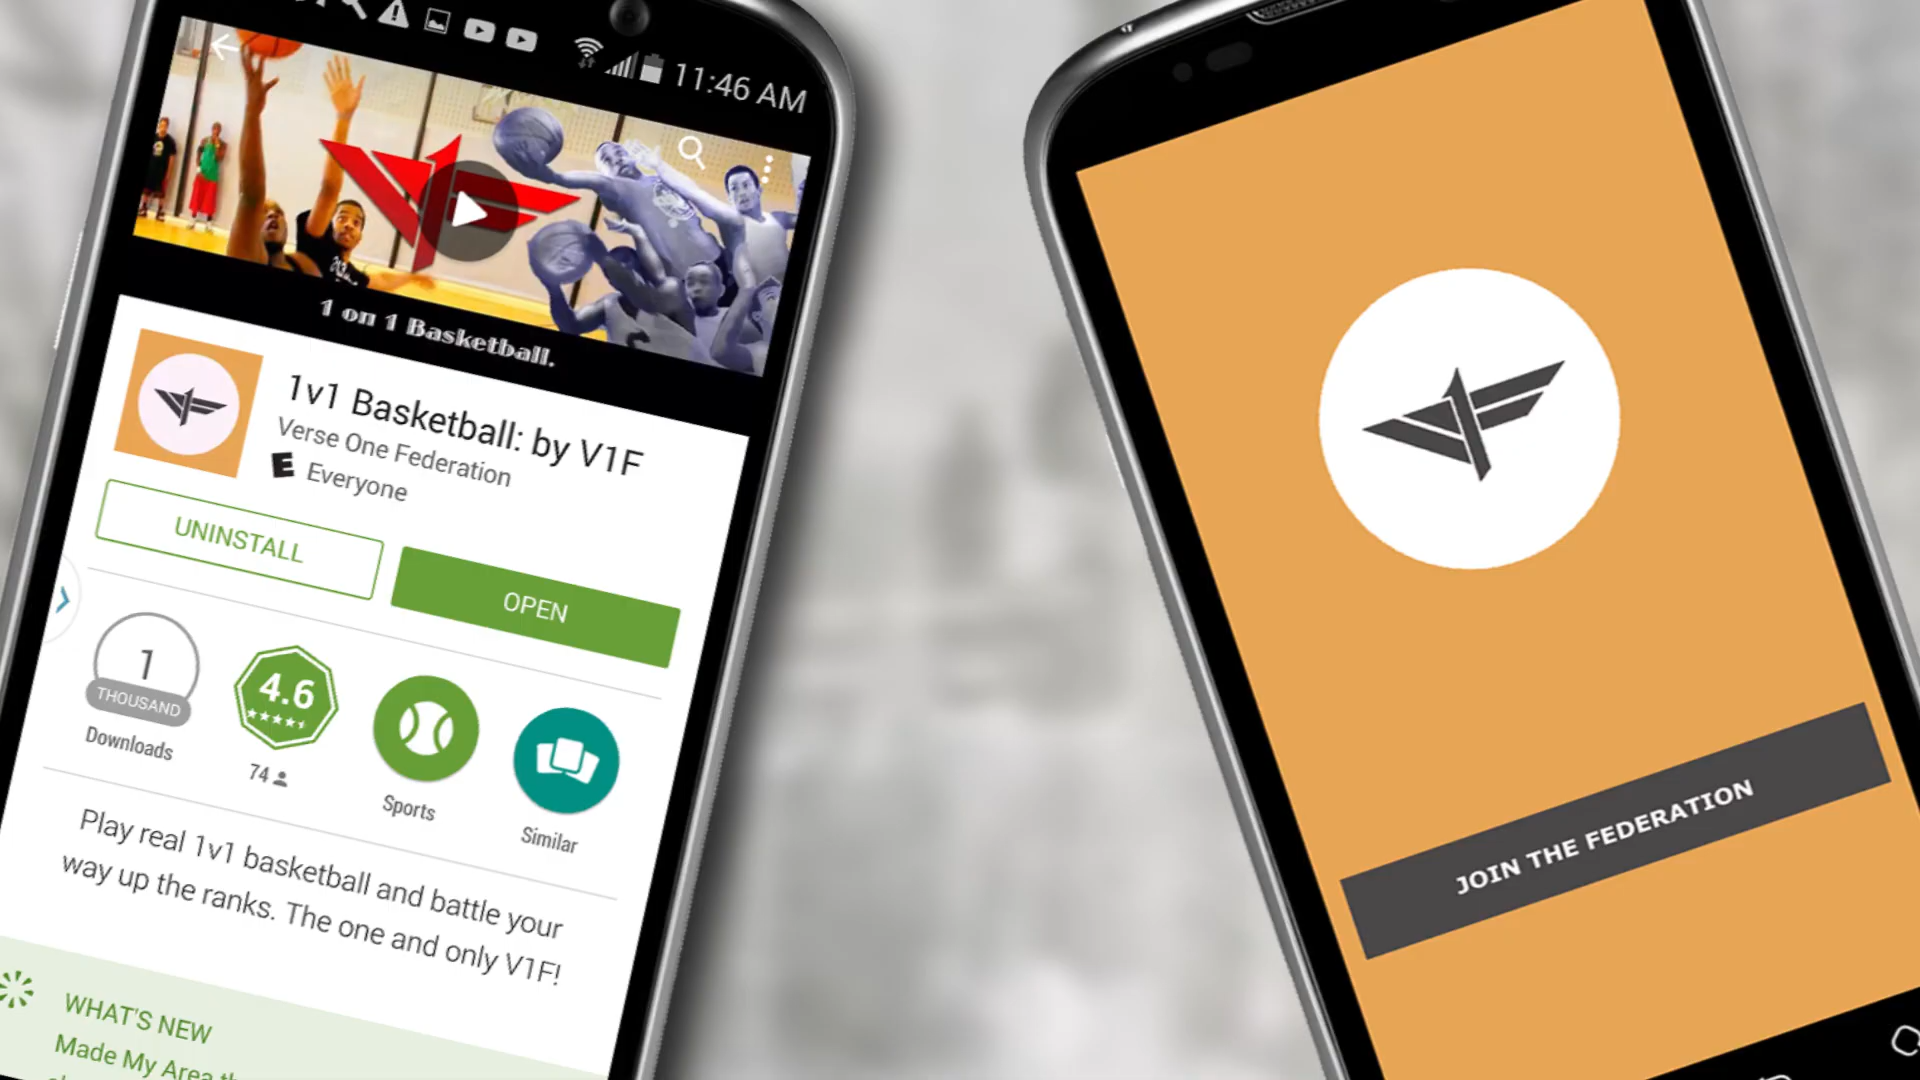 11:46 AM
1 on 1 Basketball.
1v1 Basketball: by V1F
Verse One Federation
E Everyone
UNINSTALL
OPEN
1
THOUSAND
Downloads
4.6
74
Sports
Similar
Play real 1v1 basketball and battle your
way up the ranks. The one and only V1F!
WHAT'S NEW
Made My Area
JOIN THE FEDERATION